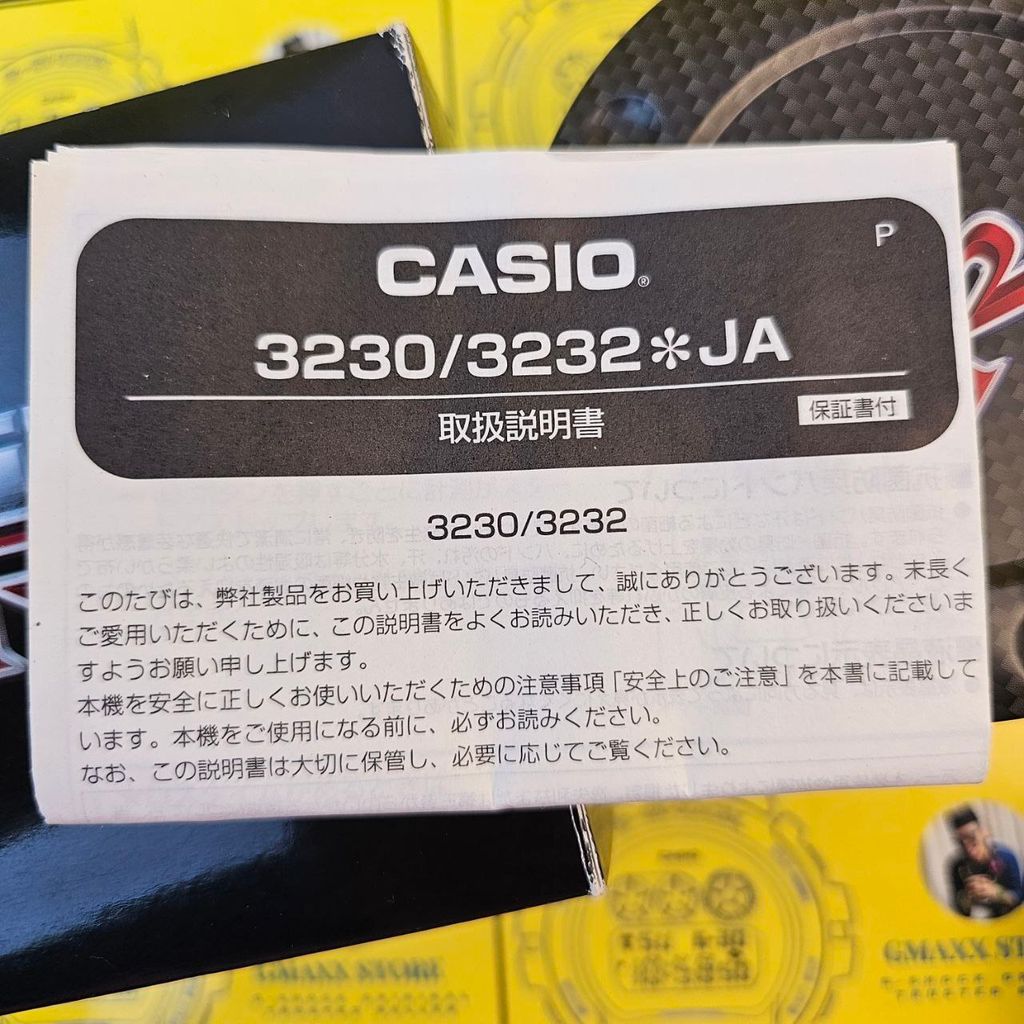 CASIO®
P
3230/3232＊JA
取扱説明書
保証書付
3230/3232
このたびは、弊社製品をお買い上げいただきまして、誠にありがとうございます。末長く
ご愛用いただくために、この説明書をよくお読みいただき、正しくお取り扱いくださいま
すようお願い申し上げます。
本機を安全に正しくお使いいただくための注意事項「安全上のご注意」を本書に記載して
います。本機をご使用になる前に、必ずお読みください。
なお、この説明書は大切に保管し、必要に応じてご覧ください。
GMAXX STORE
GMAXX ST